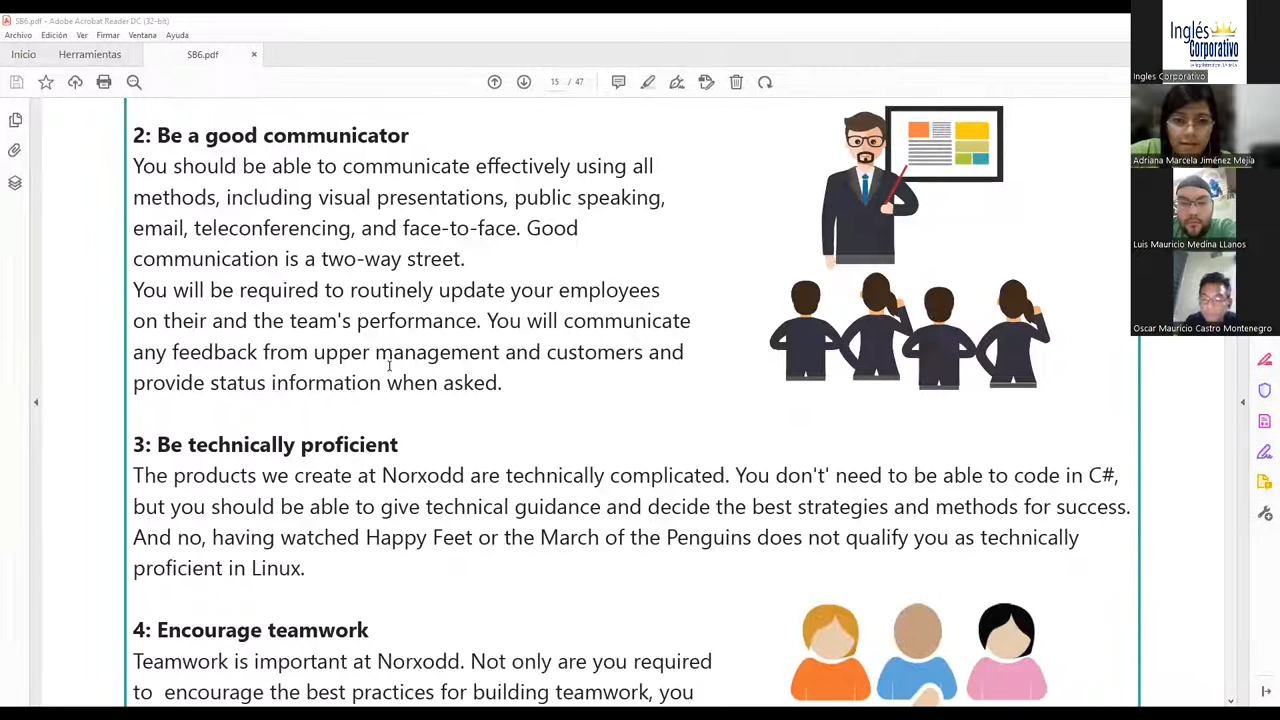 SB6.pdf - Adobe Acrobat Reader DC (32-bit)
Archivo Edición Ver Firmar Ventana Ayuda
Inicio Herramientas SB6.pdf ×
15 / 47
2: Be a good communicator
You should be able to communicate effectively using all
methods, including visual presentations, public speaking,
email, teleconferencing, and face-to-face. Good
communication is a two-way street.
You will be required to routinely update your employees
on their and the team's performance. You will communicate
any feedback from upper management and customers and
provide status information when asked.
3: Be technically proficient
The products we create at Norxodd are technically complicated. You don't' need to be able to code in C#,
but you should be able to give technical guidance and decide the best strategies and methods for success.
And no, having watched Happy Feet or the March of the Penguins does not qualify you as technically
proficient in Linux.
4: Encourage teamwork
Teamwork is important at Norxodd. Not only are you required
to encourage the best practices for building teamwork, you
Inglés
Corporativo
Ingles Corporativo
Adriana Marcela Jiménez Mejía
Luis Mauricio Medina LLanos
Oscar Mauricio Castro Montenegro